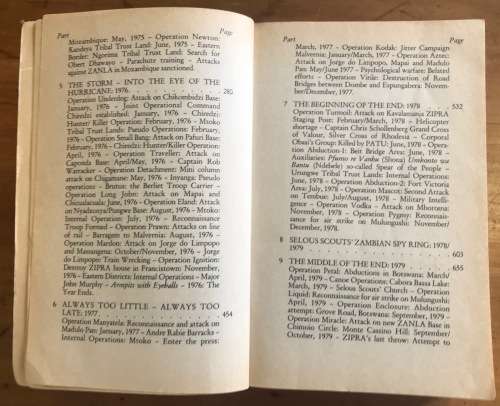 Part Page
Mozambique: May, 1975 – Operation Newton:
Kandeya Tribal Trust Land: June, 1975 – Eastern
Border: Ngorima Tribal Trust Land: Search for
Obert Dhawayo – Parachute training – Attacks
against ZANLA in Mozambique sanctioned.
5 THE STORM – INTO THE EYE OF THE
HURRICANE: 1976. 282
Operation Underdog: Attack on Chikombidzi Base:
January, 1976 – Joint Operational Command
Chiredzi established: January, 1976 – Chiredzi:
Hunter Killer Operation: February, 1976 – Mtoko
Tribal Trust Land: Pseudo Operations: February,
1976 – Operation Small Bang: Attack on Pafuri Base:
February, 1976 – Chiredzi: Hunter/Killer Operation:
April, 1976 – Operation Traveller: Attack on
Caponda Base: April/May, 1976 – Captain Rob
Warraker – Operation Detachment: Mini column
attack on Chigamane: May, 1976 – Inyanga: Pseudo
operations – Brutus: the Berliet Troop Carrier –
Operation Long John: Attack on Mapai and
Chicualacuala: June, 1976 – Operation Eland: Attack
on Nyadzonya/Pungwe Base: August, 1976 – Mtoko:
Internal Operation: July, 1976 – Reconnaissance
Troop Formed – Operation Prawn: Attacks on line
of rail – Barragem to Malvernia: August, 1976 –
Operation Mardon: Attack on Jorge do Limpopo
and Massangena: October/November, 1976 – Jorge
do Limpopo: Train Wrecking – Operation Ignition:
Destroy ZIPRA house in Francistown: November,
1976 – Eastern Districts: Internal Operations – Major
John Murphy – Armpits with Eyeballs – 1976: The
Year Ends.
6 ALWAYS TOO LITTLE – ALWAYS TOO
LATE: 1977. 454
Operation Manyatela: Reconnaissance and attack on
Madulo Pan: January, 1977 – Andre Rabie Barracks –
Internal Operations: Mtoko – Enter the press:
Part Page
March, 1977 – Operation Kodak: Jitter Campaign
Malvernia: January/March, 1977 – Operation Aztec:
Attack on Jorge do Limpopo, Mapai and Madulo
Pan: May/June 1977 – Psychological warfare: Belated
efforts – Operation Virile: Destruction of Road
Bridges between Dombe and Espungabera: Novem-
ber/December, 1977.
7 THE BEGINNING OF THE END: 1978 532
Operation Turmoil: Attack on Kavalamanja ZIPRA
Staging Post: February/March, 1978 – Helicopter
shortage – Captain Chris Schollenberg Grand Cross
of Valour, Silver Cross of Rhodesia – Corporal
Obasi's Group: Killed by PATU: June, 1978 – Opera-
tion Abduction-1: Beit Bridge Area: June, 1978 –
Auxiliaries: Pfumo re Vanhu (Shona) Umkonto wa
Bantu (Ndebele) so-called Spear of the People –
Urungwe Tribal Trust Land: Internal Operations:
June, 1978 – Operation Abduction-2: Fort Victoria
Area: July, 1978 – Operation Mascot: Second Attack
on Tembue: July/August, 1978 – Military Intellig-
ence – Operation Vodka – Attack on Mboroma:
November, 1978 – Operation Pygmy: Reconnais-
sance for air strike on Mulungushi: November/
December, 1978.
8 SELOUS SCOUTS' ZAMBIAN SPY RING: 1978/
1979 603
9 THE MIDDLE OF THE END: 1979 635
Operation Petal: Abductions in Botswana: March/
April, 1979 – Canoe Operations: Cabora Bassa Lake:
March, 1979 – Selous Scouts' Church – Operation
Liquid: Reconnaissance for air strike on Mulungushi:
April, 1979 – Operation Enclosure: Abduction
attempt: Grove Road, Botswana: September, 1979 –
Operation Miracle: Attack on new ZANLA Base in
Chimoio Circle: Monte Cassino Hill: September/
October, 1979 – ZIPRA's last throw: Attempt to